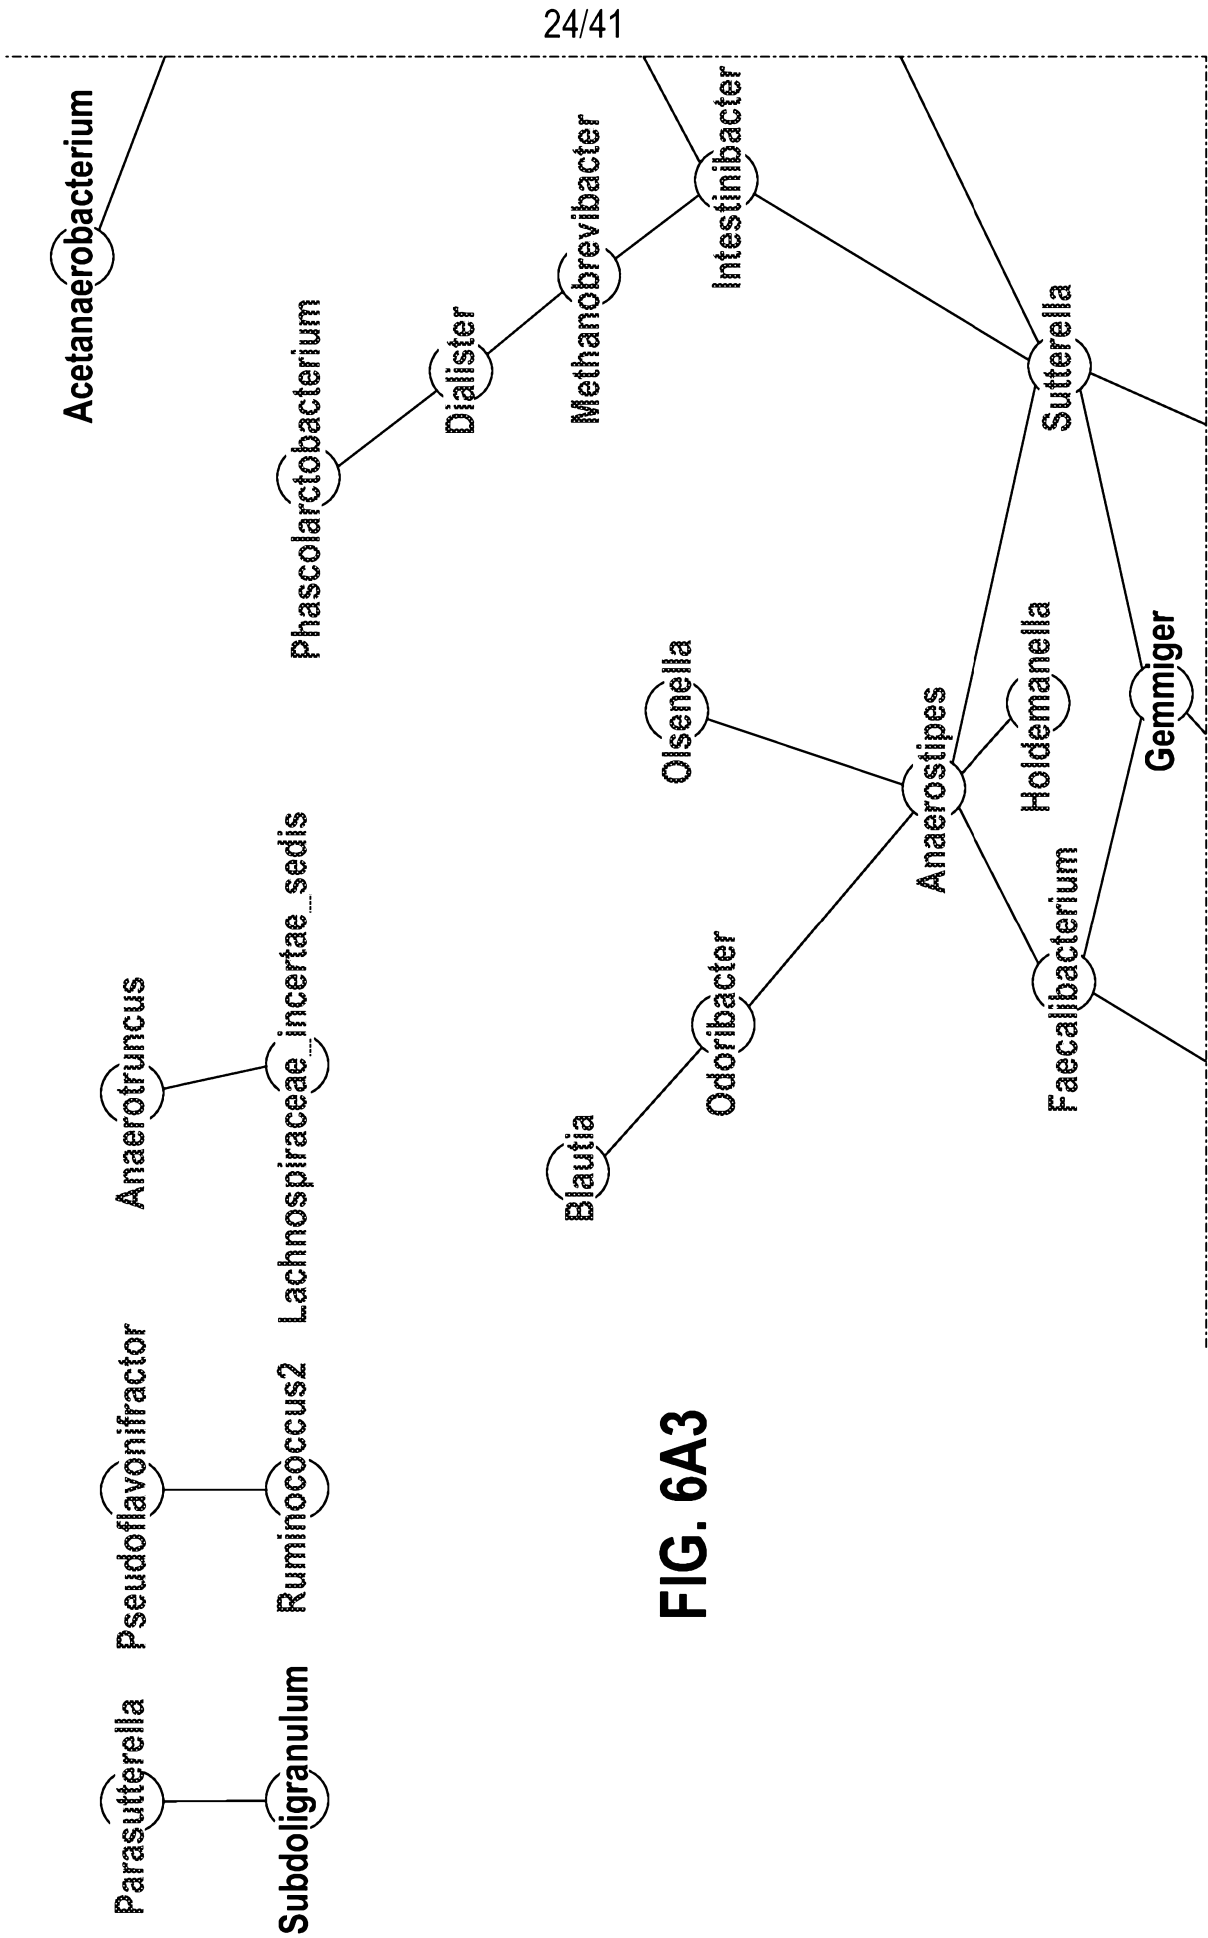 24/41
Acetanaerobacterium
Phascolarctobacterium
Dialister
Methanobrevibacter
Intestinibacter
Sutterella
Olsenella
Anaerostipes
Holdemanella
Gemmiger
Faecalibacterium
Odoribacter
Blautia
Anaerotruncus
Lachnospiraceae_incertae_sedis
Pseudoflavonifractor
Ruminococcus2
Parasutterella
Subdoligranulum
FIG. 6A3